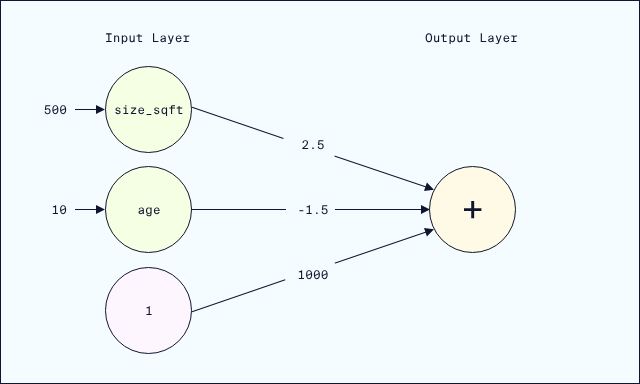 Input Layer
Output Layer
500
size_sqft
2.5
10
age
-1.5
+
1000
1